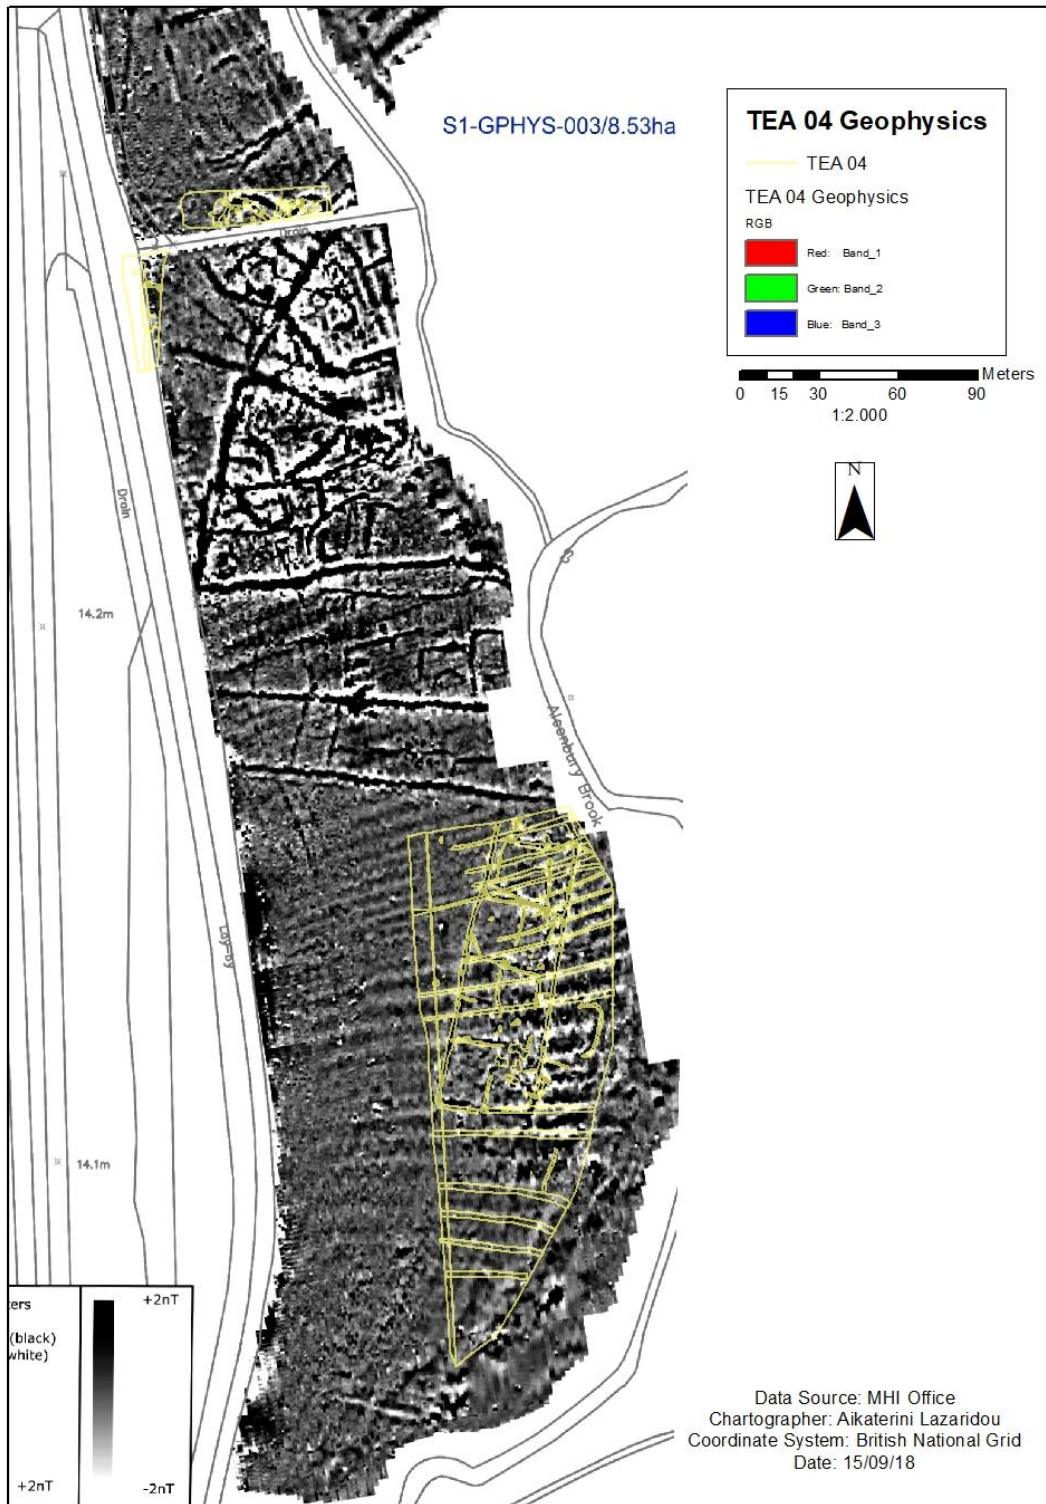 S1-GPHYS-003/8.53ha
TEA 04 Geophysics
TEA 04
TEA 04 Geophysics
RGB
Red: Band_1
Green: Band_2
Blue: Band_3
Meters
0 15 30 60 90
1:2.000
N
Drain
Drain
14.2m
Alconbury Brook
Lay-by
14.1m
ers
(black)
white)
+2nT
+2nT
-2nT
Data Source: MHI Office
Chartographer: Aikaterini Lazaridou
Coordinate System: British National Grid
Date: 15/09/18